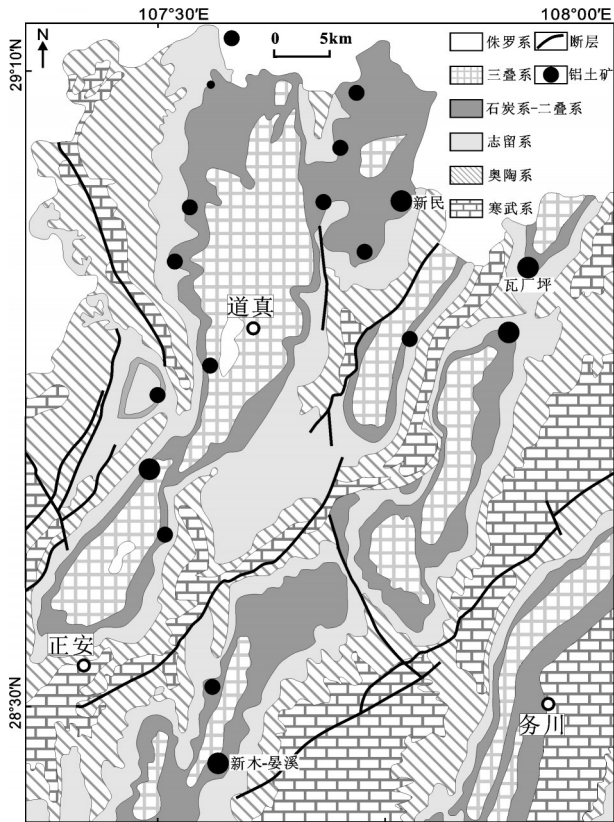 107°30′E
108°00′E
29°10′N
N
0 5km
侏罗系 断层
三叠系 铝土矿
石炭系-二叠系
志留系
奥陶系
寒武系
新民
瓦厂坪
道真
正安
28°30′N
务川
新木-晏溪